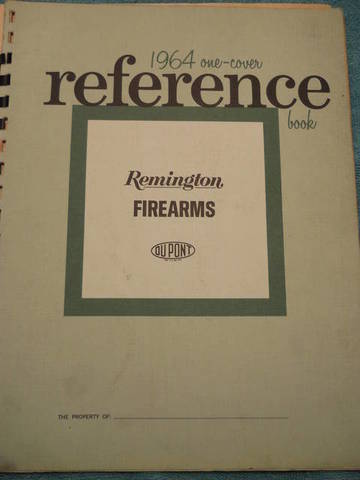 1964 one-cover
reference
book
Remington
FIREARMS
DU PONT
THE PROPERTY OF: